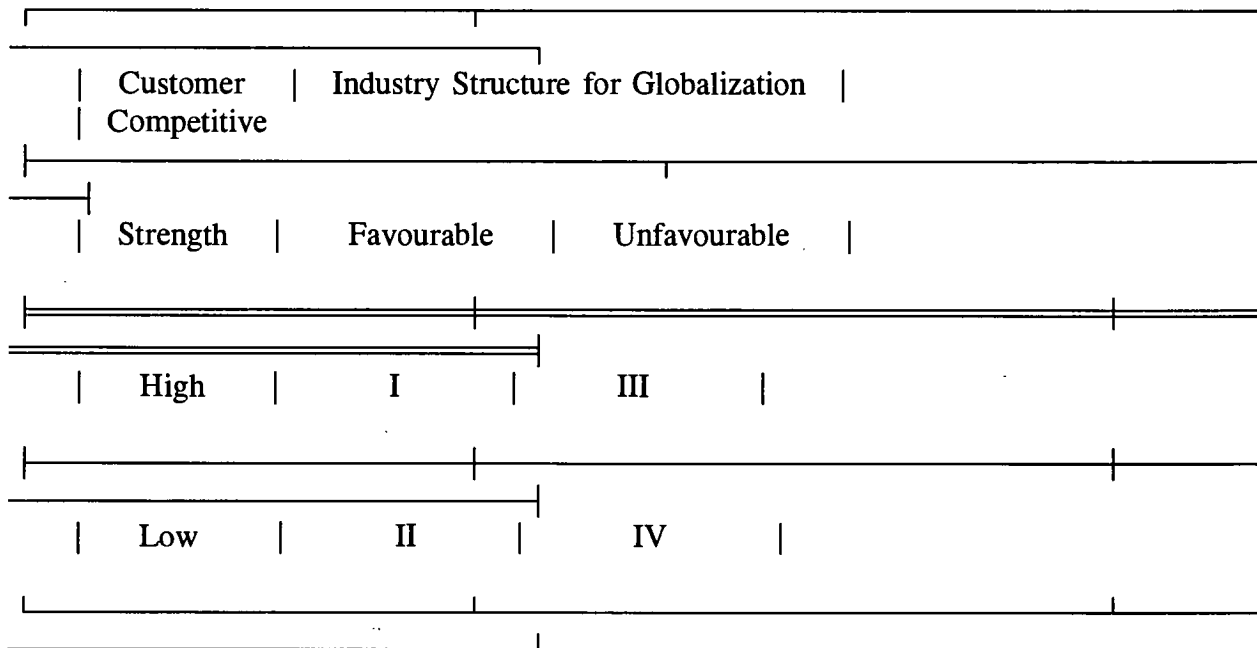 | Customer | Industry Structure for Globalization |
| Competitive
| Strength | Favourable | Unfavourable |
| High | I | III |
| Low | II | IV |